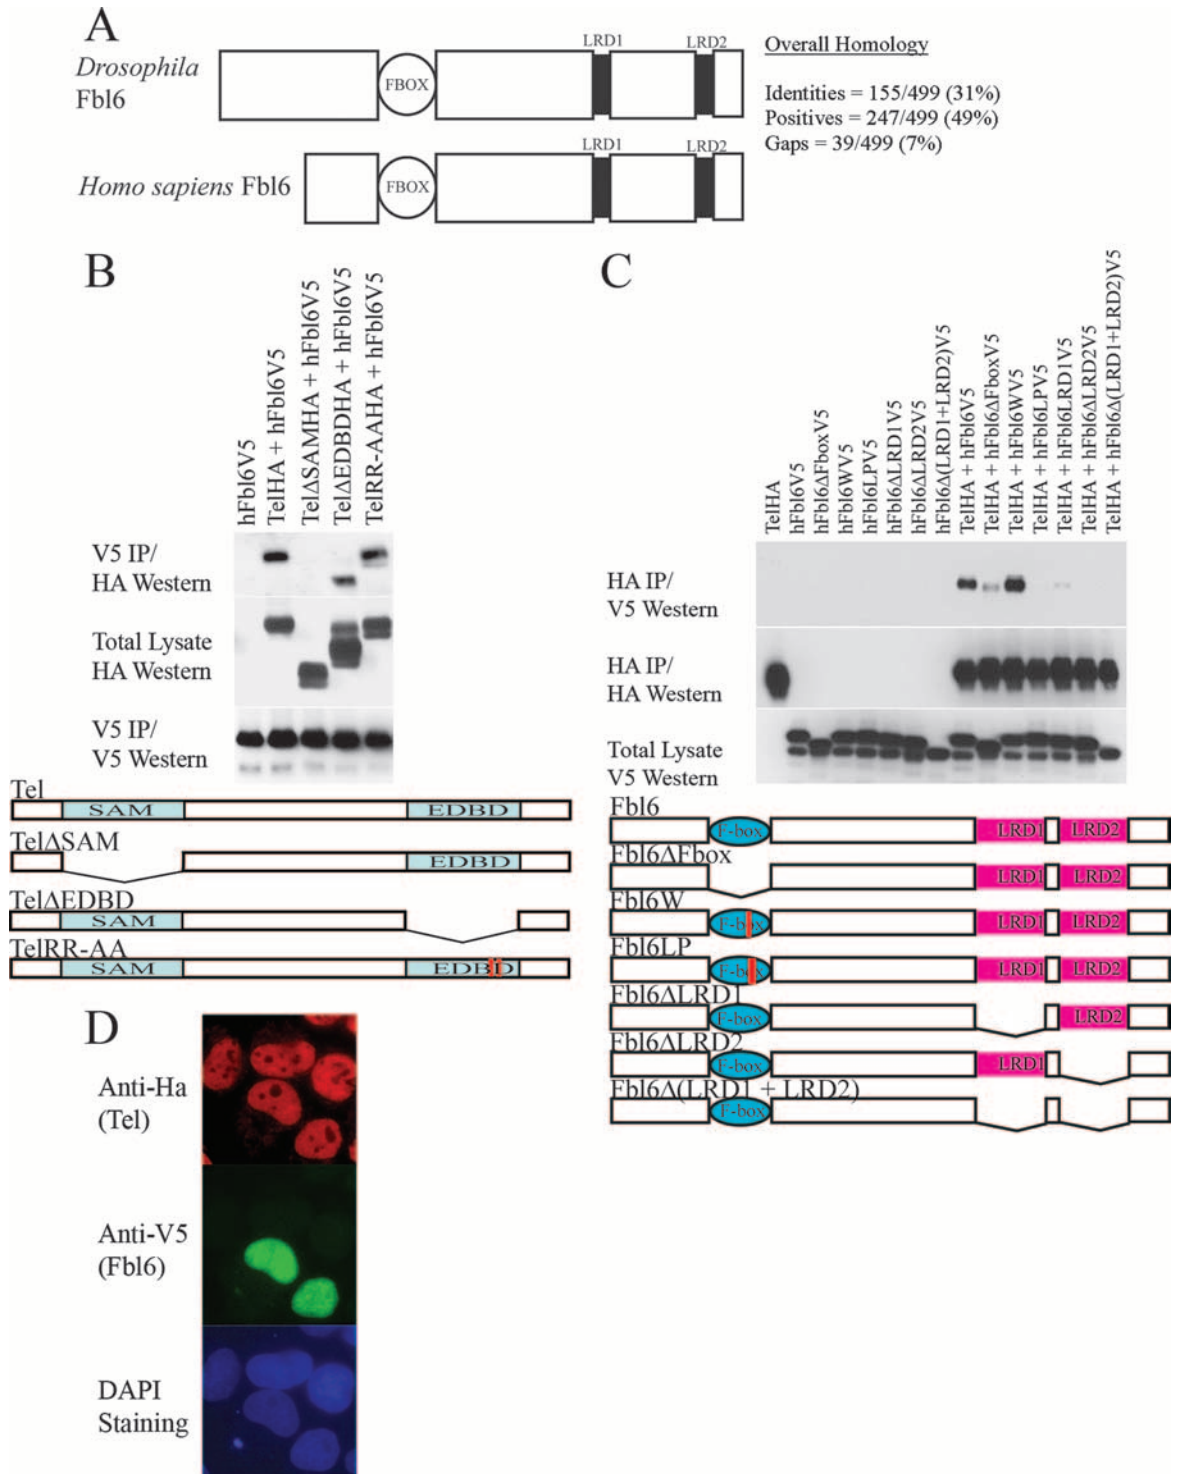 A
Drosophila
Fbl6
FBOX
LRD1
LRD2
Overall Homology
Identities = 155/499 (31%)
Positives = 247/499 (49%)
Gaps = 39/499 (7%)
Homo sapiens Fbl6
FBOX
LRD1
LRD2
B
hFbl6V5
TelHA + hFbl6V5
TelΔSAMHA + hFbl6V5
TelΔEDBDHA + hFbl6V5
TelRR-AAHA + hFbl6V5
V5 IP/
HA Western
Total Lysate
HA Western
V5 IP/
V5 Western
Tel
SAM
EDBD
TelΔSAM
EDBD
TelΔEDBD
SAM
TelRR-AA
SAM
EDBD
C
TelHA
hFbl6V5
hFbl6ΔFboxV5
hFbl6WV5
hFbl6LPV5
hFbl6ΔLRD1V5
hFbl6ΔLRD2V5
hFbl6Δ(LRD1+LRD2)V5
TelHA + hFbl6V5
TelHA + hFbl6ΔFboxV5
TelHA + hFbl6WV5
TelHA + hFbl6LPV5
TelHA + hFbl6LRD1V5
TelHA + hFbl6ΔLRD2V5
TelHA + hFbl6Δ(LRD1+LRD2)V5
HA IP/
V5 Western
HA IP/
HA Western
Total Lysate
V5 Western
Fbl6
F-box
LRD1
LRD2
Fbl6ΔFbox
LRD1
LRD2
Fbl6W
F-box
LRD1
LRD2
Fbl6LP
F-box
LRD1
LRD2
Fbl6ΔLRD1
F-box
LRD2
Fbl6ΔLRD2
F-box
LRD1
Fbl6Δ(LRD1 + LRD2)
F-box
D
Anti-Ha
(Tel)
Anti-V5
(Fbl6)
DAPI
Staining